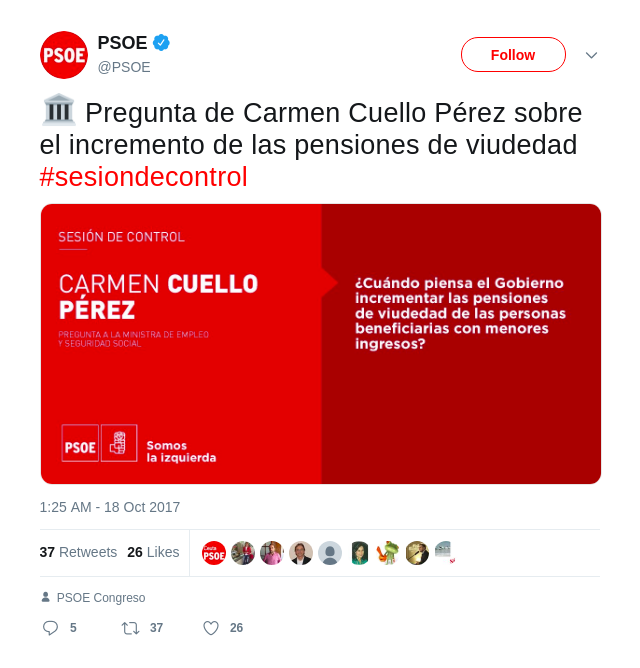 PSOE
PSOE
@PSOE
Follow
Pregunta de Carmen Cuello Pérez sobre
el incremento de las pensiones de viudedad
#sesiondecontrol
SESIÓN DE CONTROL
CARMEN CUELLO
PÉREZ
PREGUNTA A LA MINISTRA DE EMPLEO
Y SEGURIDAD SOCIAL
¿Cuándo piensa el Gobierno
incrementar las pensiones
de viudedad de las personas
beneficiarias con menores
ingresos?
PSOE
Somos
la izquierda
1:25 AM - 18 Oct 2017
37 Retweets 26 Likes
PSOE
PSOE Congreso
5 37 26